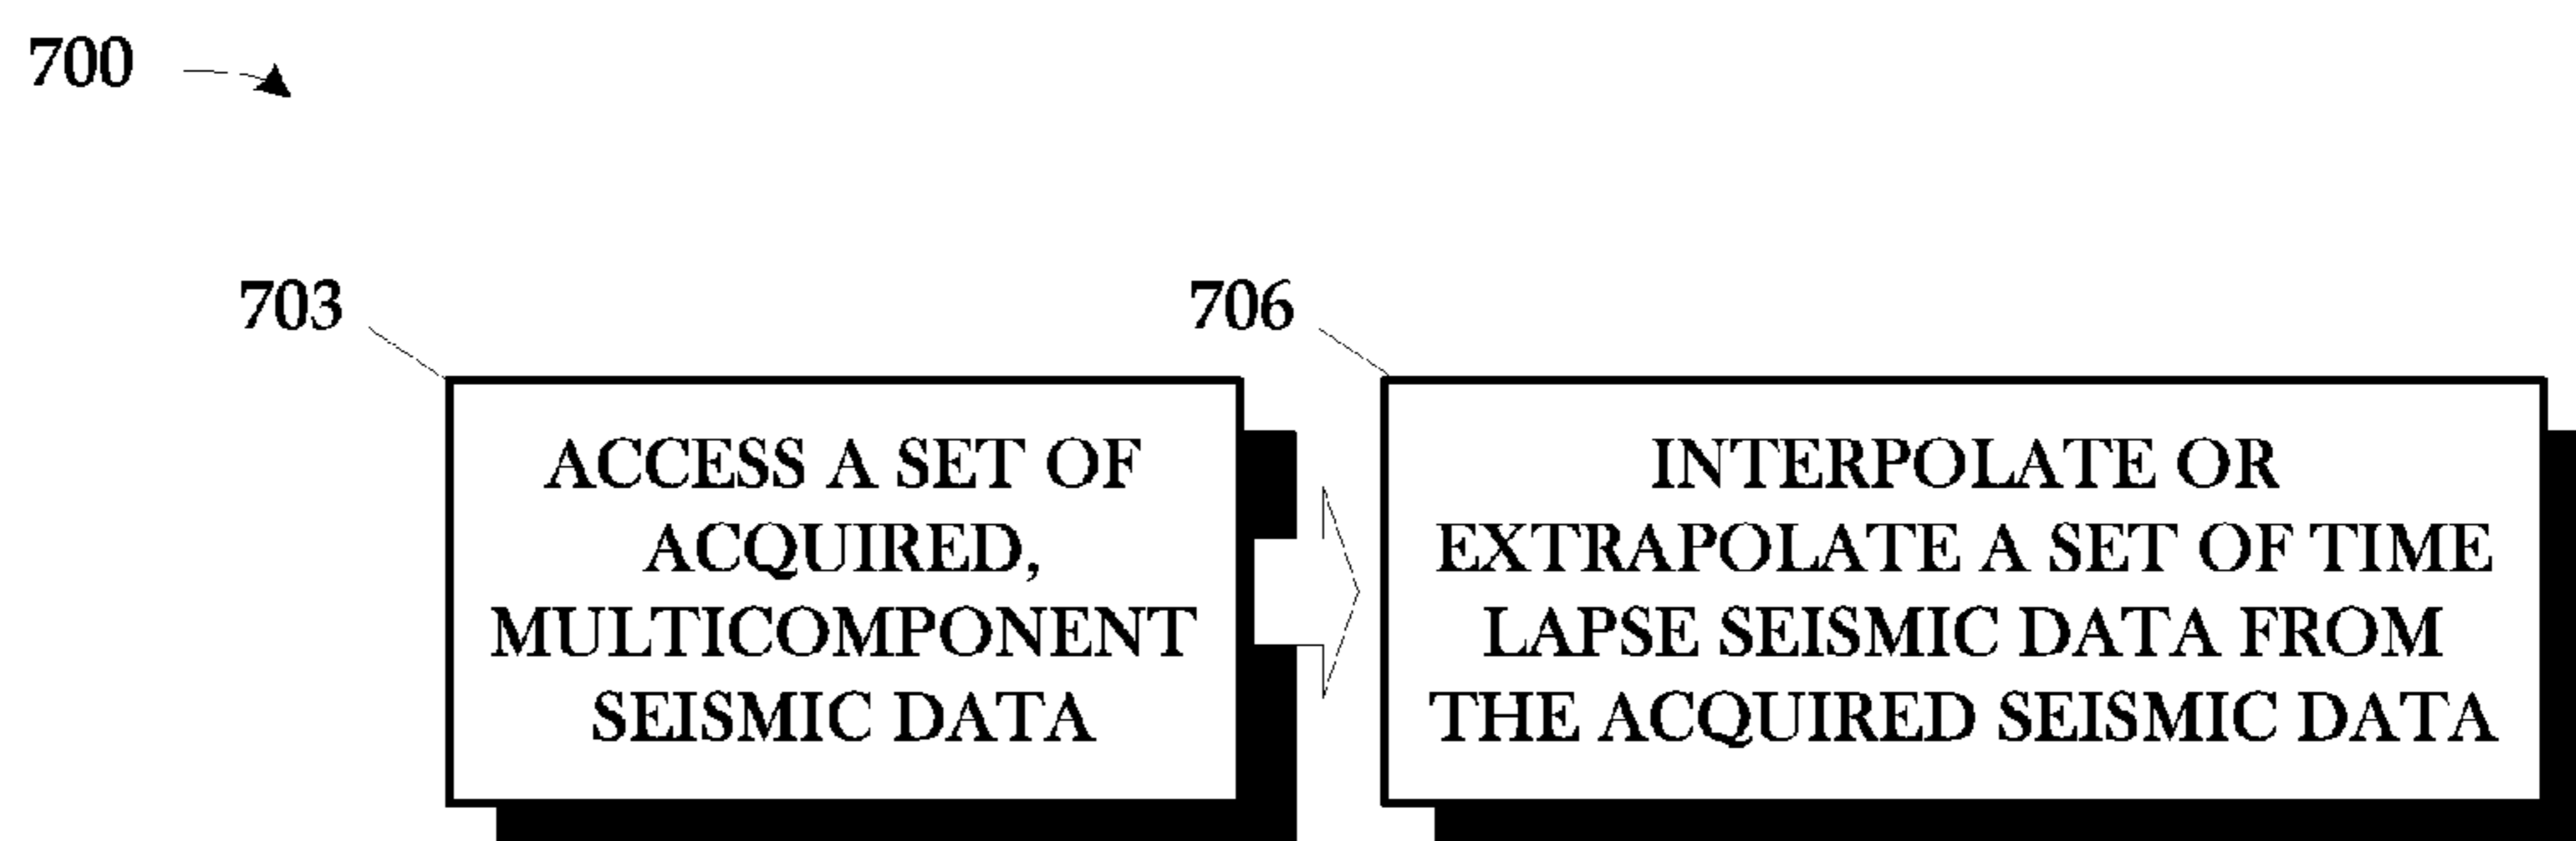 700
703
706
ACCESS A SET OF
ACQUIRED,
MULTICOMPONENT
SEISMIC DATA
INTERPOLATE OR
EXTRAPOLATE A SET OF TIME
LAPSE SEISMIC DATA FROM
THE ACQUIRED SEISMIC DATA